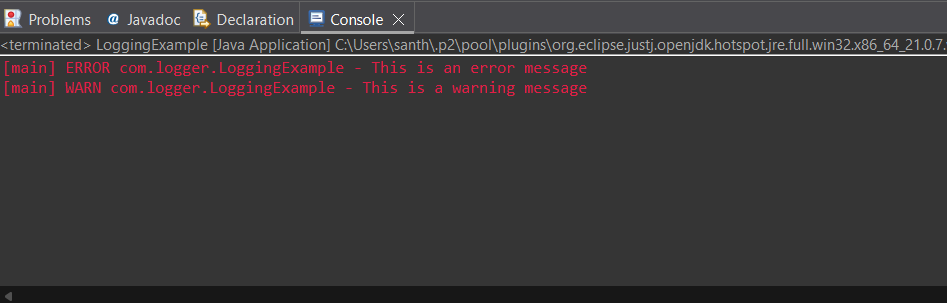 Problems @ Javadoc Declaration Console
<terminated> LoggingExample [Java Application] C:\Users\santh\.p2\pool\plugins\org.eclipse.justj.openjdk.hotspot.jre.full.win32.x86_64_21.0.7.
[main] ERROR com.logger.LoggingExample - This is an error message
[main] WARN com.logger.LoggingExample - This is a warning message